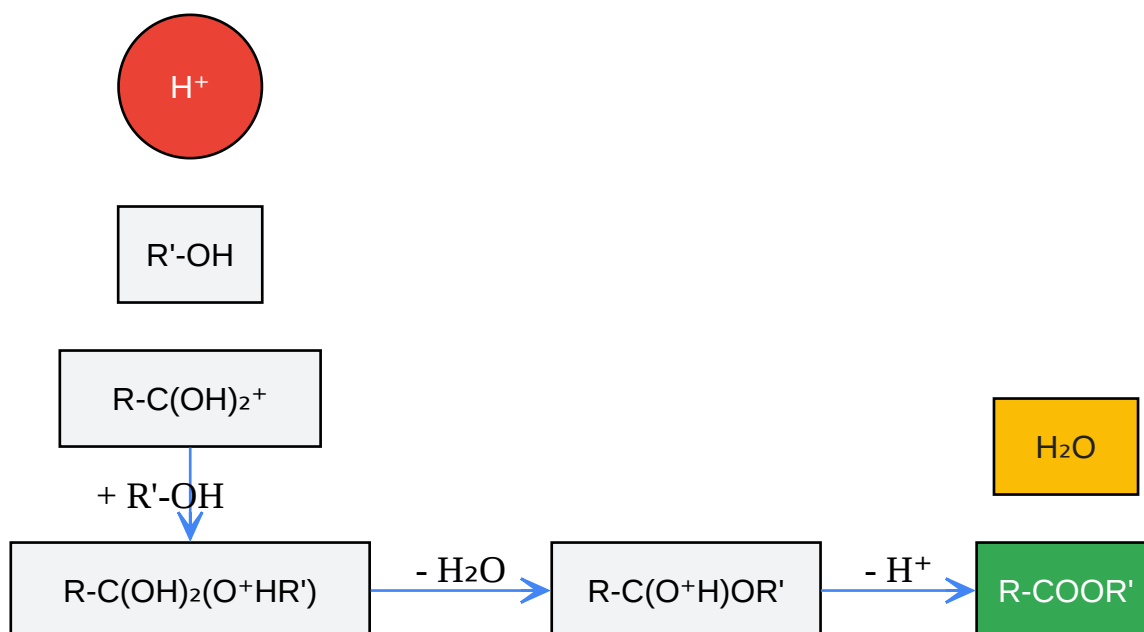 H⁺
R'-OH
R-C(OH)₂⁺
H₂O
+ R'-OH
R-C(OH)₂(O⁺HR')
- H₂O
R-C(O⁺H)OR'
- H⁺
R-COOR'